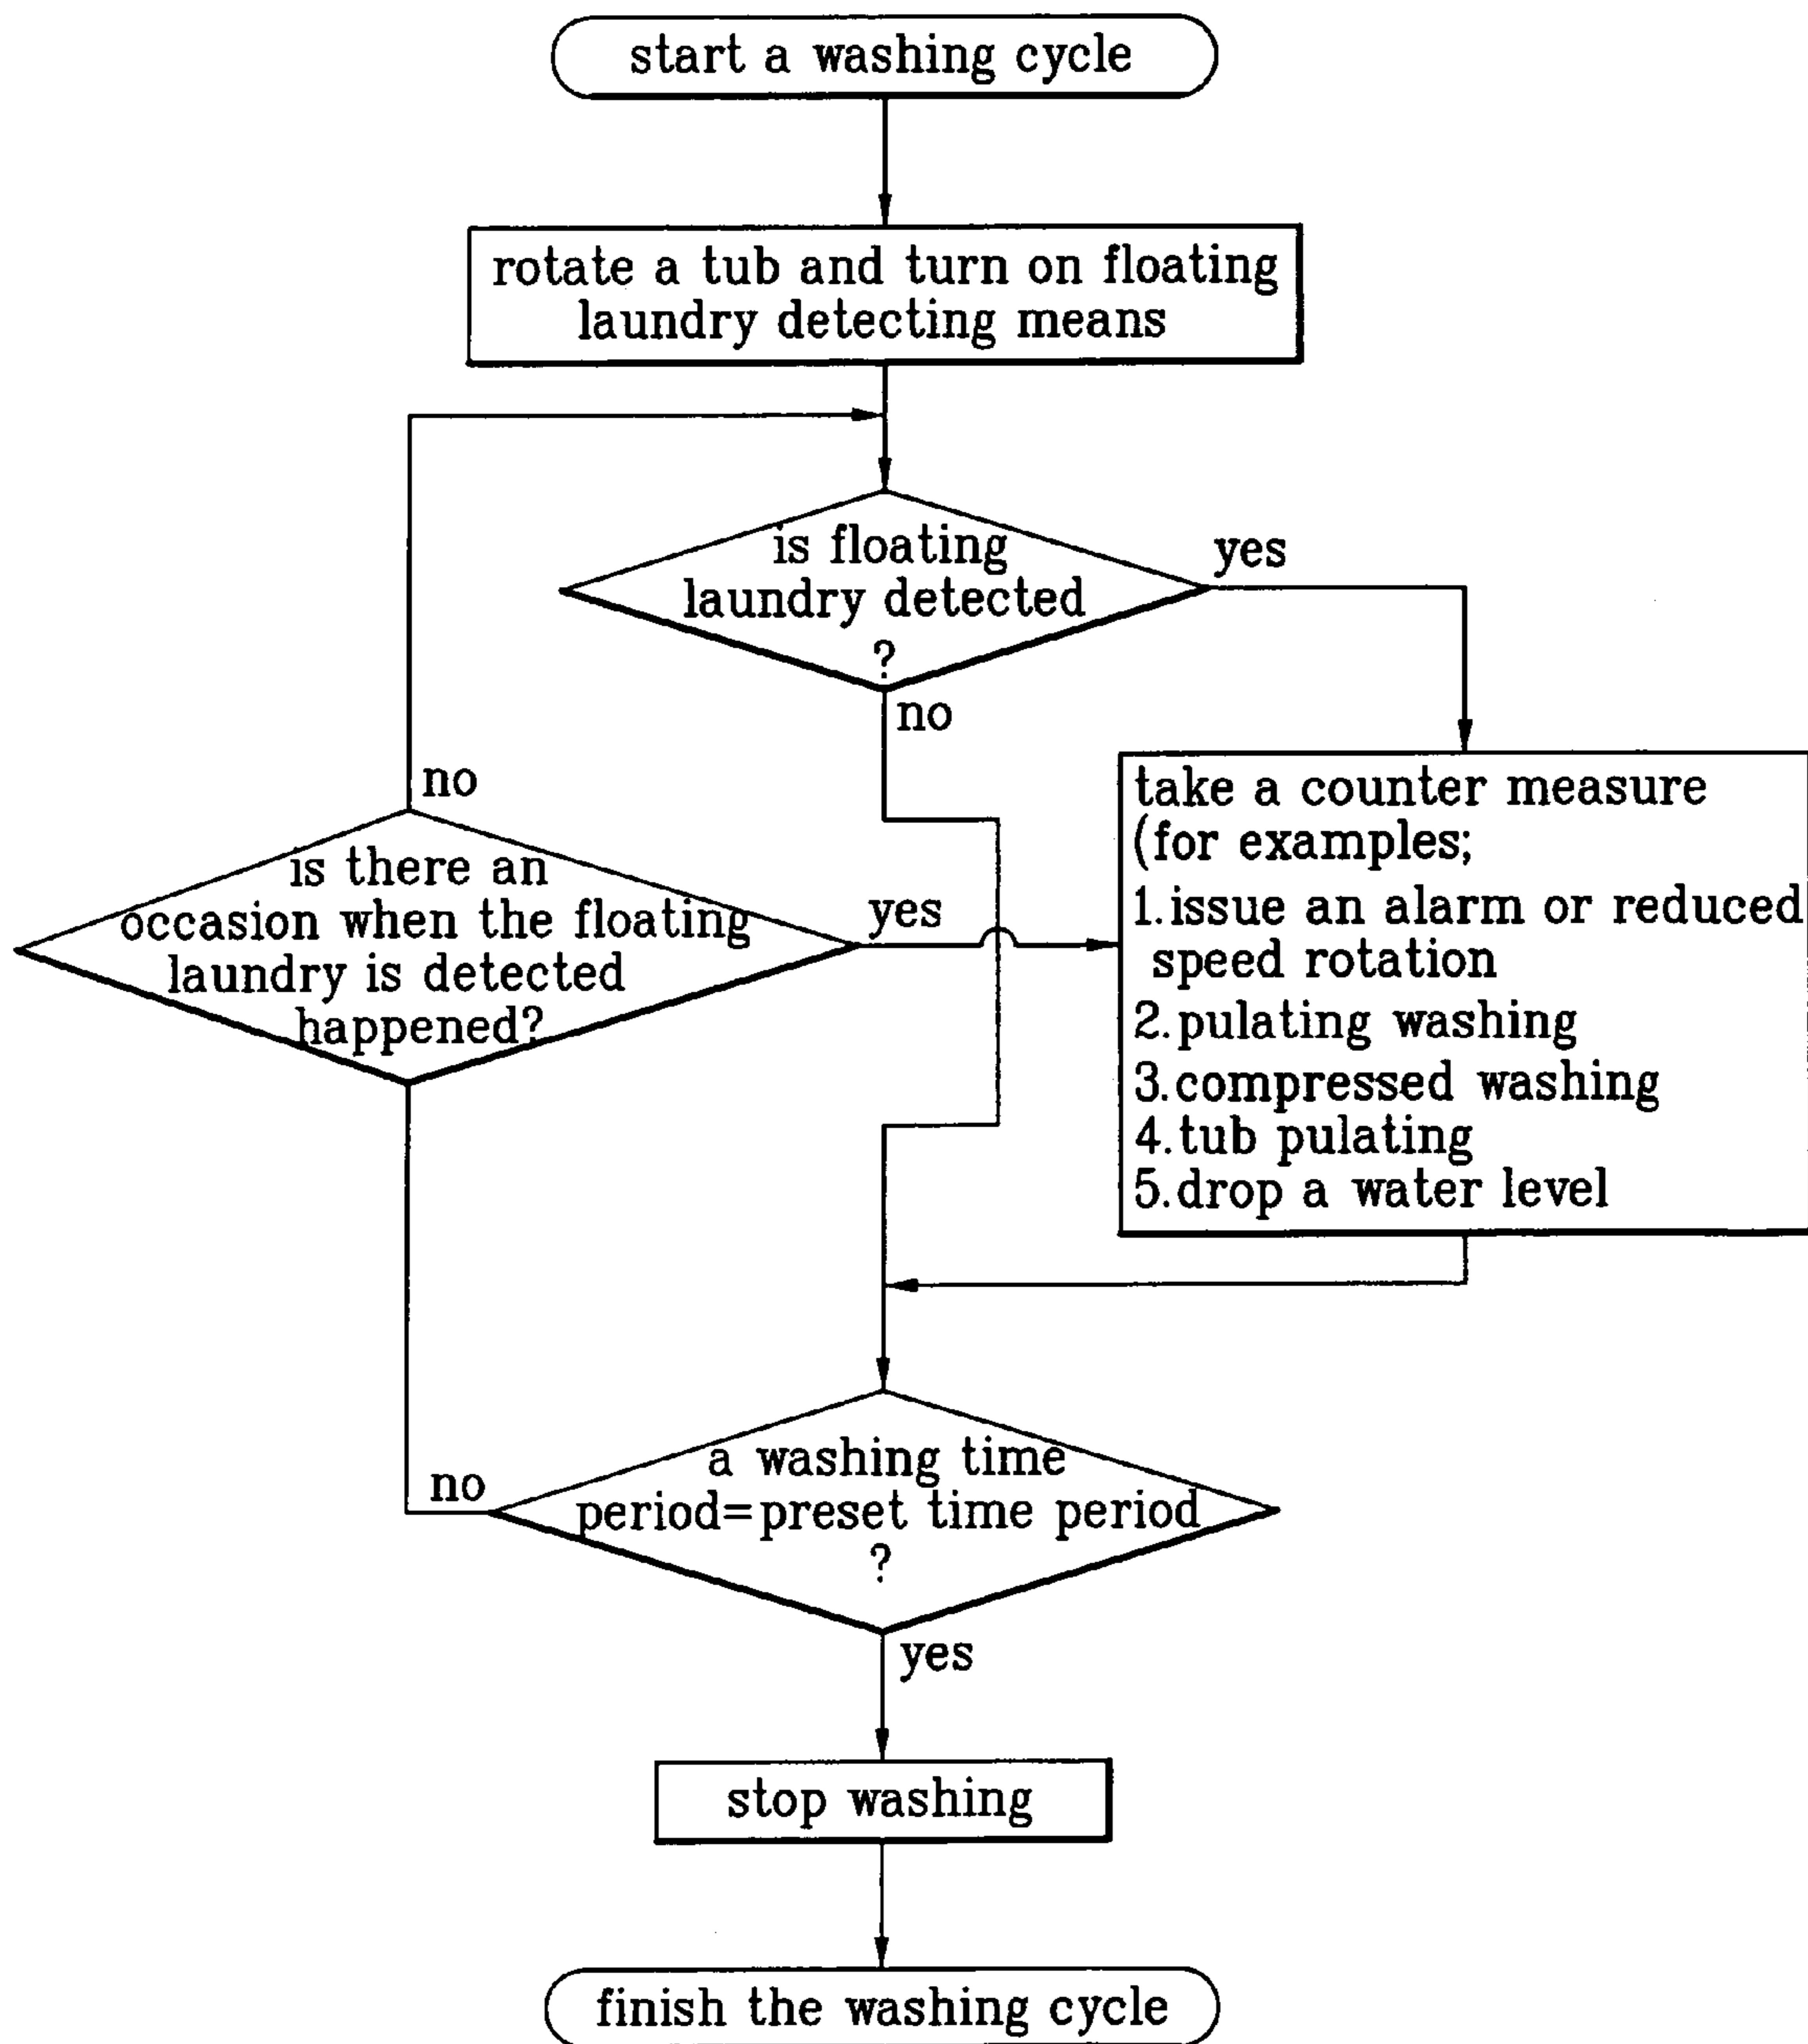 start a washing cycle
rotate a tub and turn on floating
laundry detecting means
is floating
laundry detected
?
yes
no
no
is there an
occasion when the floating
laundry is detected
happened?
yes
take a counter measure
(for examples;
1.issue an alarm or reduced
speed rotation
2.pulating washing
3.compressed washing
4.tub pulating
5.drop a water level
a washing time
period=preset time period
?
no
yes
stop washing
finish the washing cycle